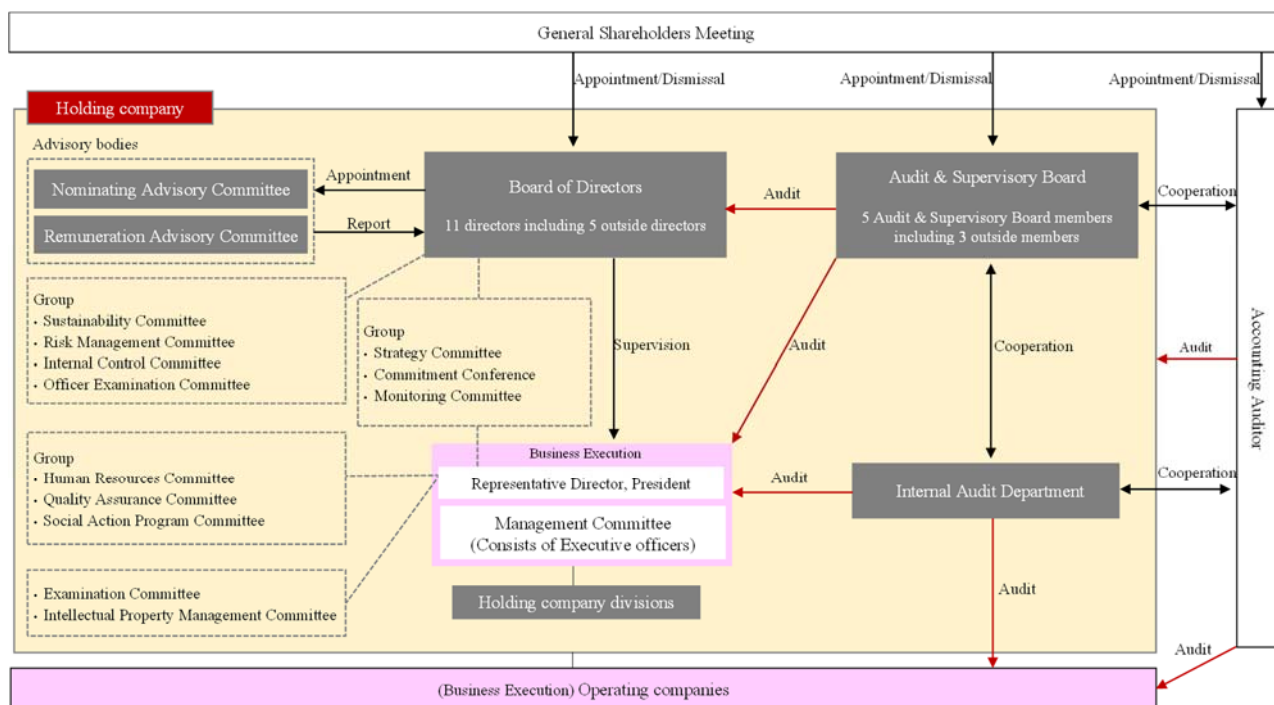 General Shareholders Meeting
Appointment/Dismissal
Appointment/Dismissal
Appointment/Dismissal
Holding company
Advisory bodies
Nominating Advisory Committee
Remuneration Advisory Committee
Appointment
Report
Board of Directors
11 directors including 5 outside directors
Audit
Audit & Supervisory Board
5 Audit & Supervisory Board members
including 3 outside members
Cooperation
Group
・ Sustainability Committee
・ Risk Management Committee
・ Internal Control Committee
・ Officer Examination Committee
Group
・ Strategy Committee
・ Commitment Conference
・ Monitoring Committee
Supervision
Audit
Cooperation
Audit
Accounting Auditor
Group
・ Human Resources Committee
・ Quality Assurance Committee
・ Social Action Program Committee
Business Execution
Representative Director, President
Management Committee
(Consists of Executive officers)
Audit
Internal Audit Department
Cooperation
・ Examination Committee
・ Intellectual Property Management Committee
Holding company divisions
Audit
Audit
(Business Execution) Operating companies